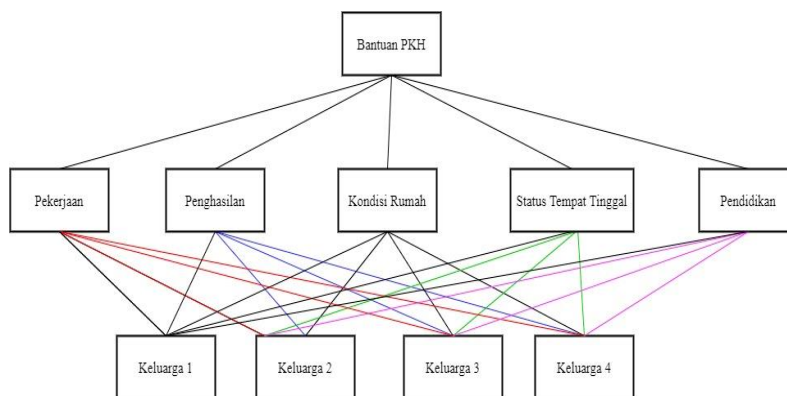 Bantuan PKH
Pekerjaan
Penghasilan
Kondisi Rumah
Status Tempat Tinggal
Pendidikan
Keluarga 1
Keluarga 2
Keluarga 3
Keluarga 4